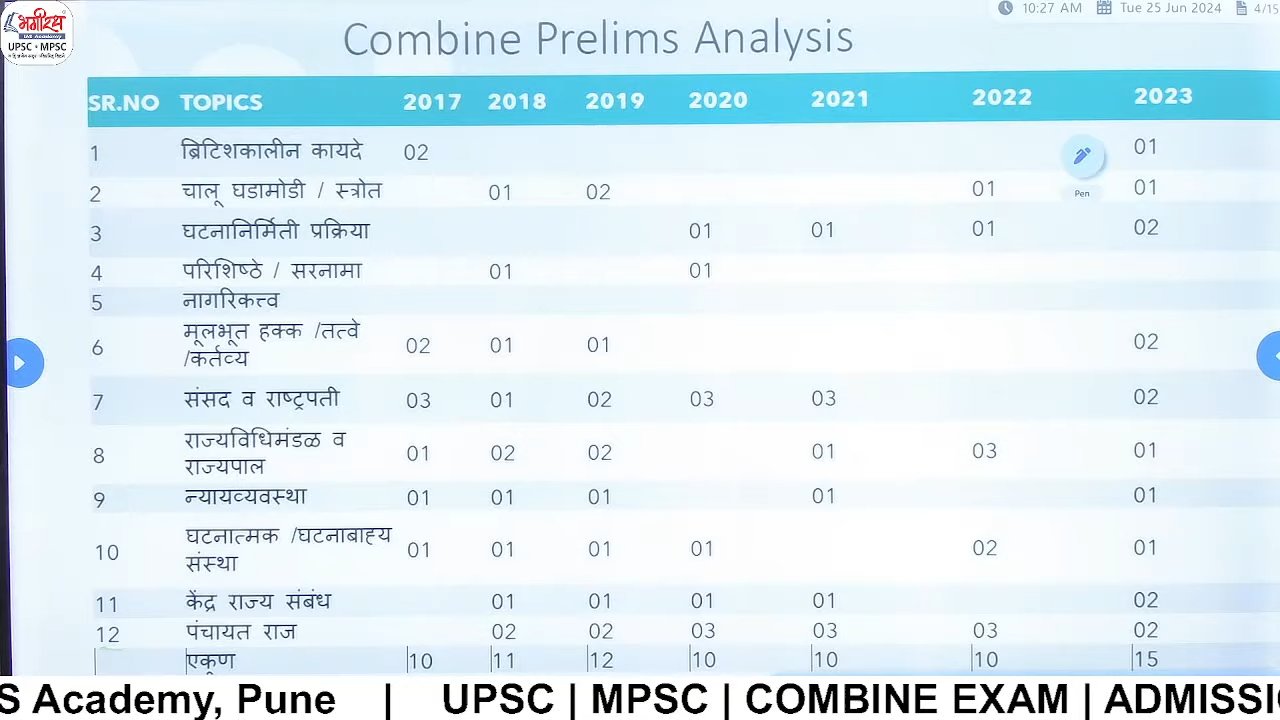 10:27 AM Tue 25 Jun 2024 4/15
भगीरथ
IAS Academy
UPSC • MPSC
Combine Prelims Analysis
SR.NO TOPICS 2017 2018 2019 2020 2021 2022 2023
1 ब्रिटिशकालीन कायदे 02 01
Pen
2 चालू घडामोडी / स्त्रोत 01 02 01 01
3 घटनानिर्मिती प्रक्रिया 01 01 01 02
4 परिशिष्ठे / सरनामा 01 01
5 नागरिकत्त्व
6 मूलभूत हक्क /तत्वे
/कर्तव्य 02 01 01 02
7 संसद व राष्ट्रपती 03 01 02 03 03 02
8 राज्यविधिमंडळ व
राज्यपाल 01 02 02 01 03 01
9 न्यायव्यवस्था 01 01 01 01 01
10 घटनात्मक /घटनाबाह्य
संस्था 01 01 01 01 02 01
11 केंद्र राज्य संबंध 01 01 01 01 02
12 पंचायत राज 02 02 03 03 03 02
एकूण 10 11 12 10 10 10 15
S Academy, Pune | UPSC | MPSC | COMBINE EXAM | ADMISSI